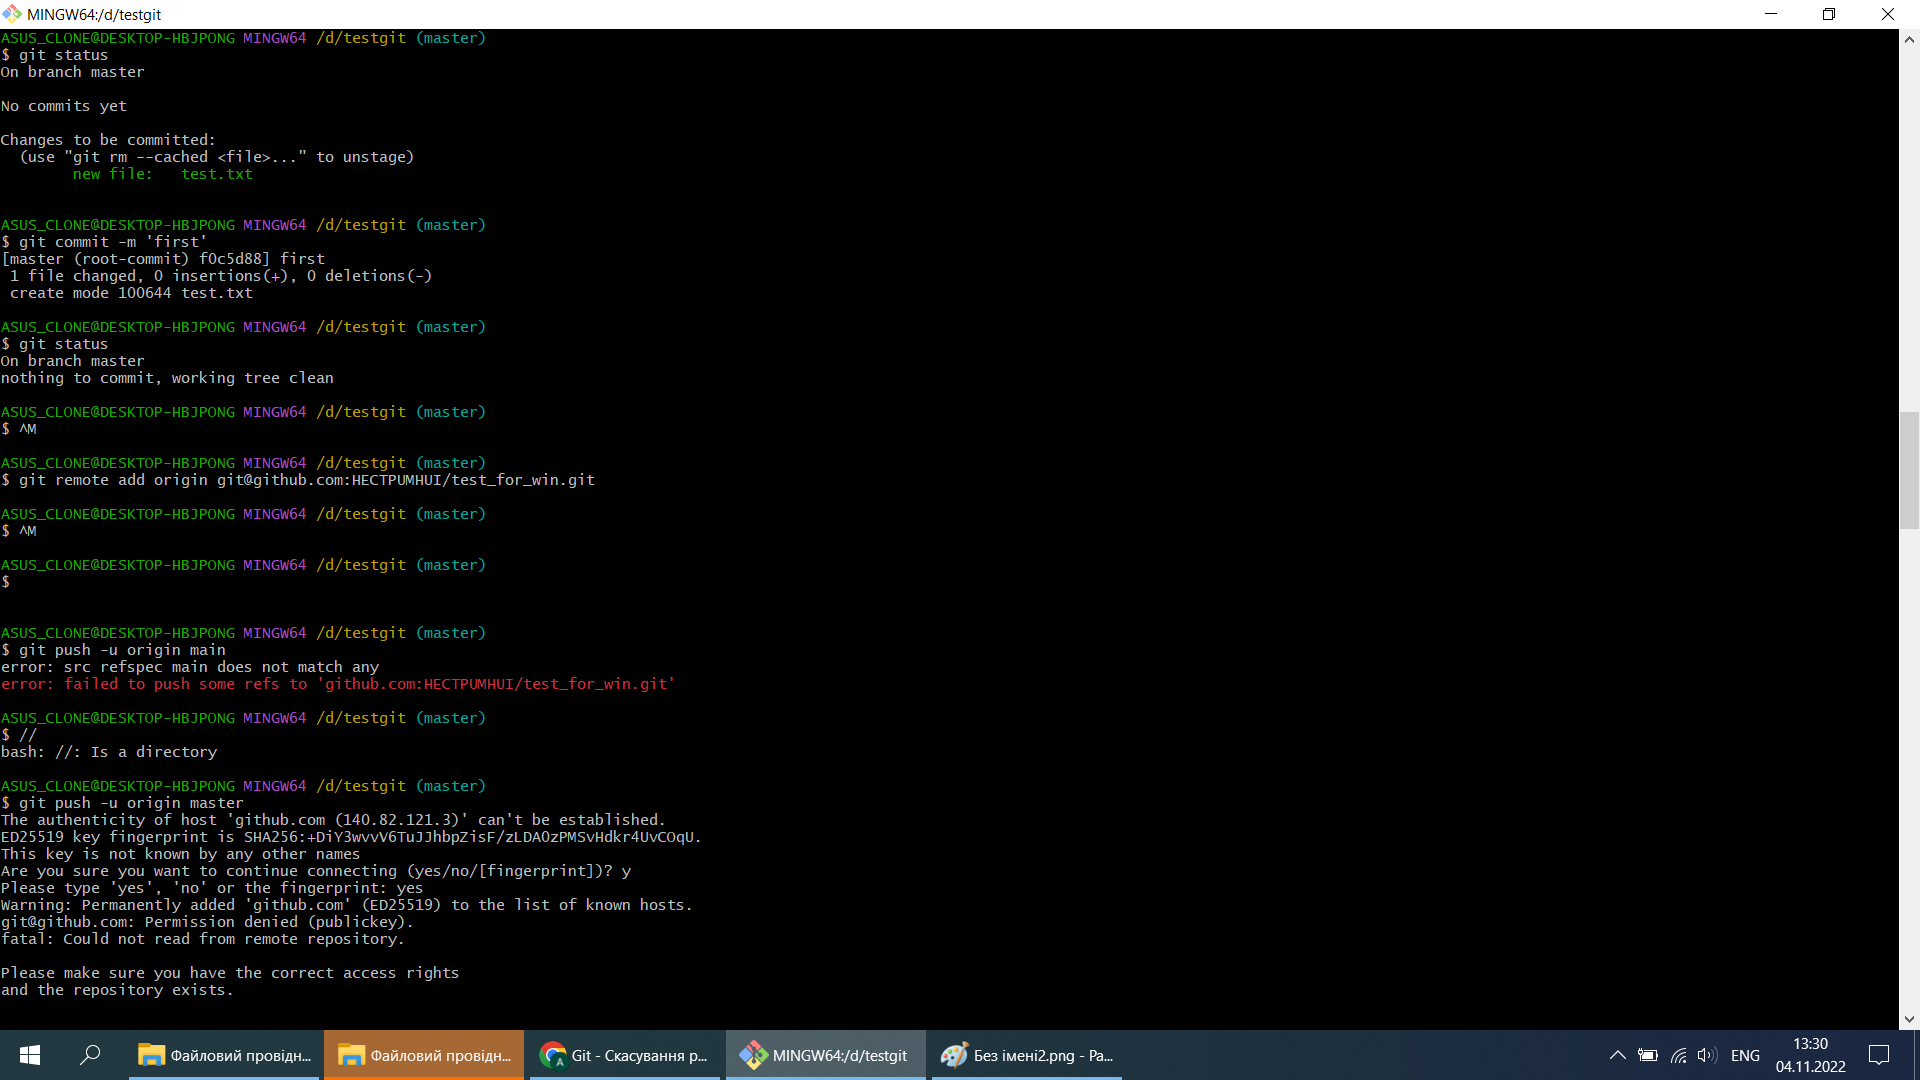 MINGW64:/d/testgit
ASUS_CLONE@DESKTOP-HBJPONG MINGW64 /d/testgit (master)
$ git status
On branch master
No commits yet
Changes to be committed:
(use "git rm --cached <file>..." to unstage)
new file: test.txt
ASUS_CLONE@DESKTOP-HBJPONG MINGW64 /d/testgit (master)
$ git commit -m 'first'
[master (root-commit) f0c5d88] first
1 file changed, 0 insertions(+), 0 deletions(-)
create mode 100644 test.txt
ASUS_CLONE@DESKTOP-HBJPONG MINGW64 /d/testgit (master)
$ git status
On branch master
nothing to commit, working tree clean
ASUS_CLONE@DESKTOP-HBJPONG MINGW64 /d/testgit (master)
$ ^M
ASUS_CLONE@DESKTOP-HBJPONG MINGW64 /d/testgit (master)
$ git remote add origin git@github.com:HECTPUMHUI/test_for_win.git
ASUS_CLONE@DESKTOP-HBJPONG MINGW64 /d/testgit (master)
$ ^M
ASUS_CLONE@DESKTOP-HBJPONG MINGW64 /d/testgit (master)
$
ASUS_CLONE@DESKTOP-HBJPONG MINGW64 /d/testgit (master)
$ git push -u origin main
error: src refspec main does not match any
error: failed to push some refs to 'github.com:HECTPUMHUI/test_for_win.git'
ASUS_CLONE@DESKTOP-HBJPONG MINGW64 /d/testgit (master)
$ //
bash: //: Is a directory
ASUS_CLONE@DESKTOP-HBJPONG MINGW64 /d/testgit (master)
$ git push -u origin master
The authenticity of host 'github.com (140.82.121.3)' can't be established.
ED25519 key fingerprint is SHA256:+DiY3wvvV6TuJJhbpZisF/zLDA0zPMSvHdkr4UvCOqU.
This key is not known by any other names
Are you sure you want to continue connecting (yes/no/[fingerprint])? y
Please type 'yes', 'no' or the fingerprint: yes
Warning: Permanently added 'github.com' (ED25519) to the list of known hosts.
git@github.com: Permission denied (publickey).
fatal: Could not read from remote repository.
Please make sure you have the correct access rights
and the repository exists.
Файловий провідн...
Файловий провідн...
A
Git - Скасування р...
MINGW64:/d/testgit
Без імені2.png - Pa...
ENG
13:30
04.11.2022